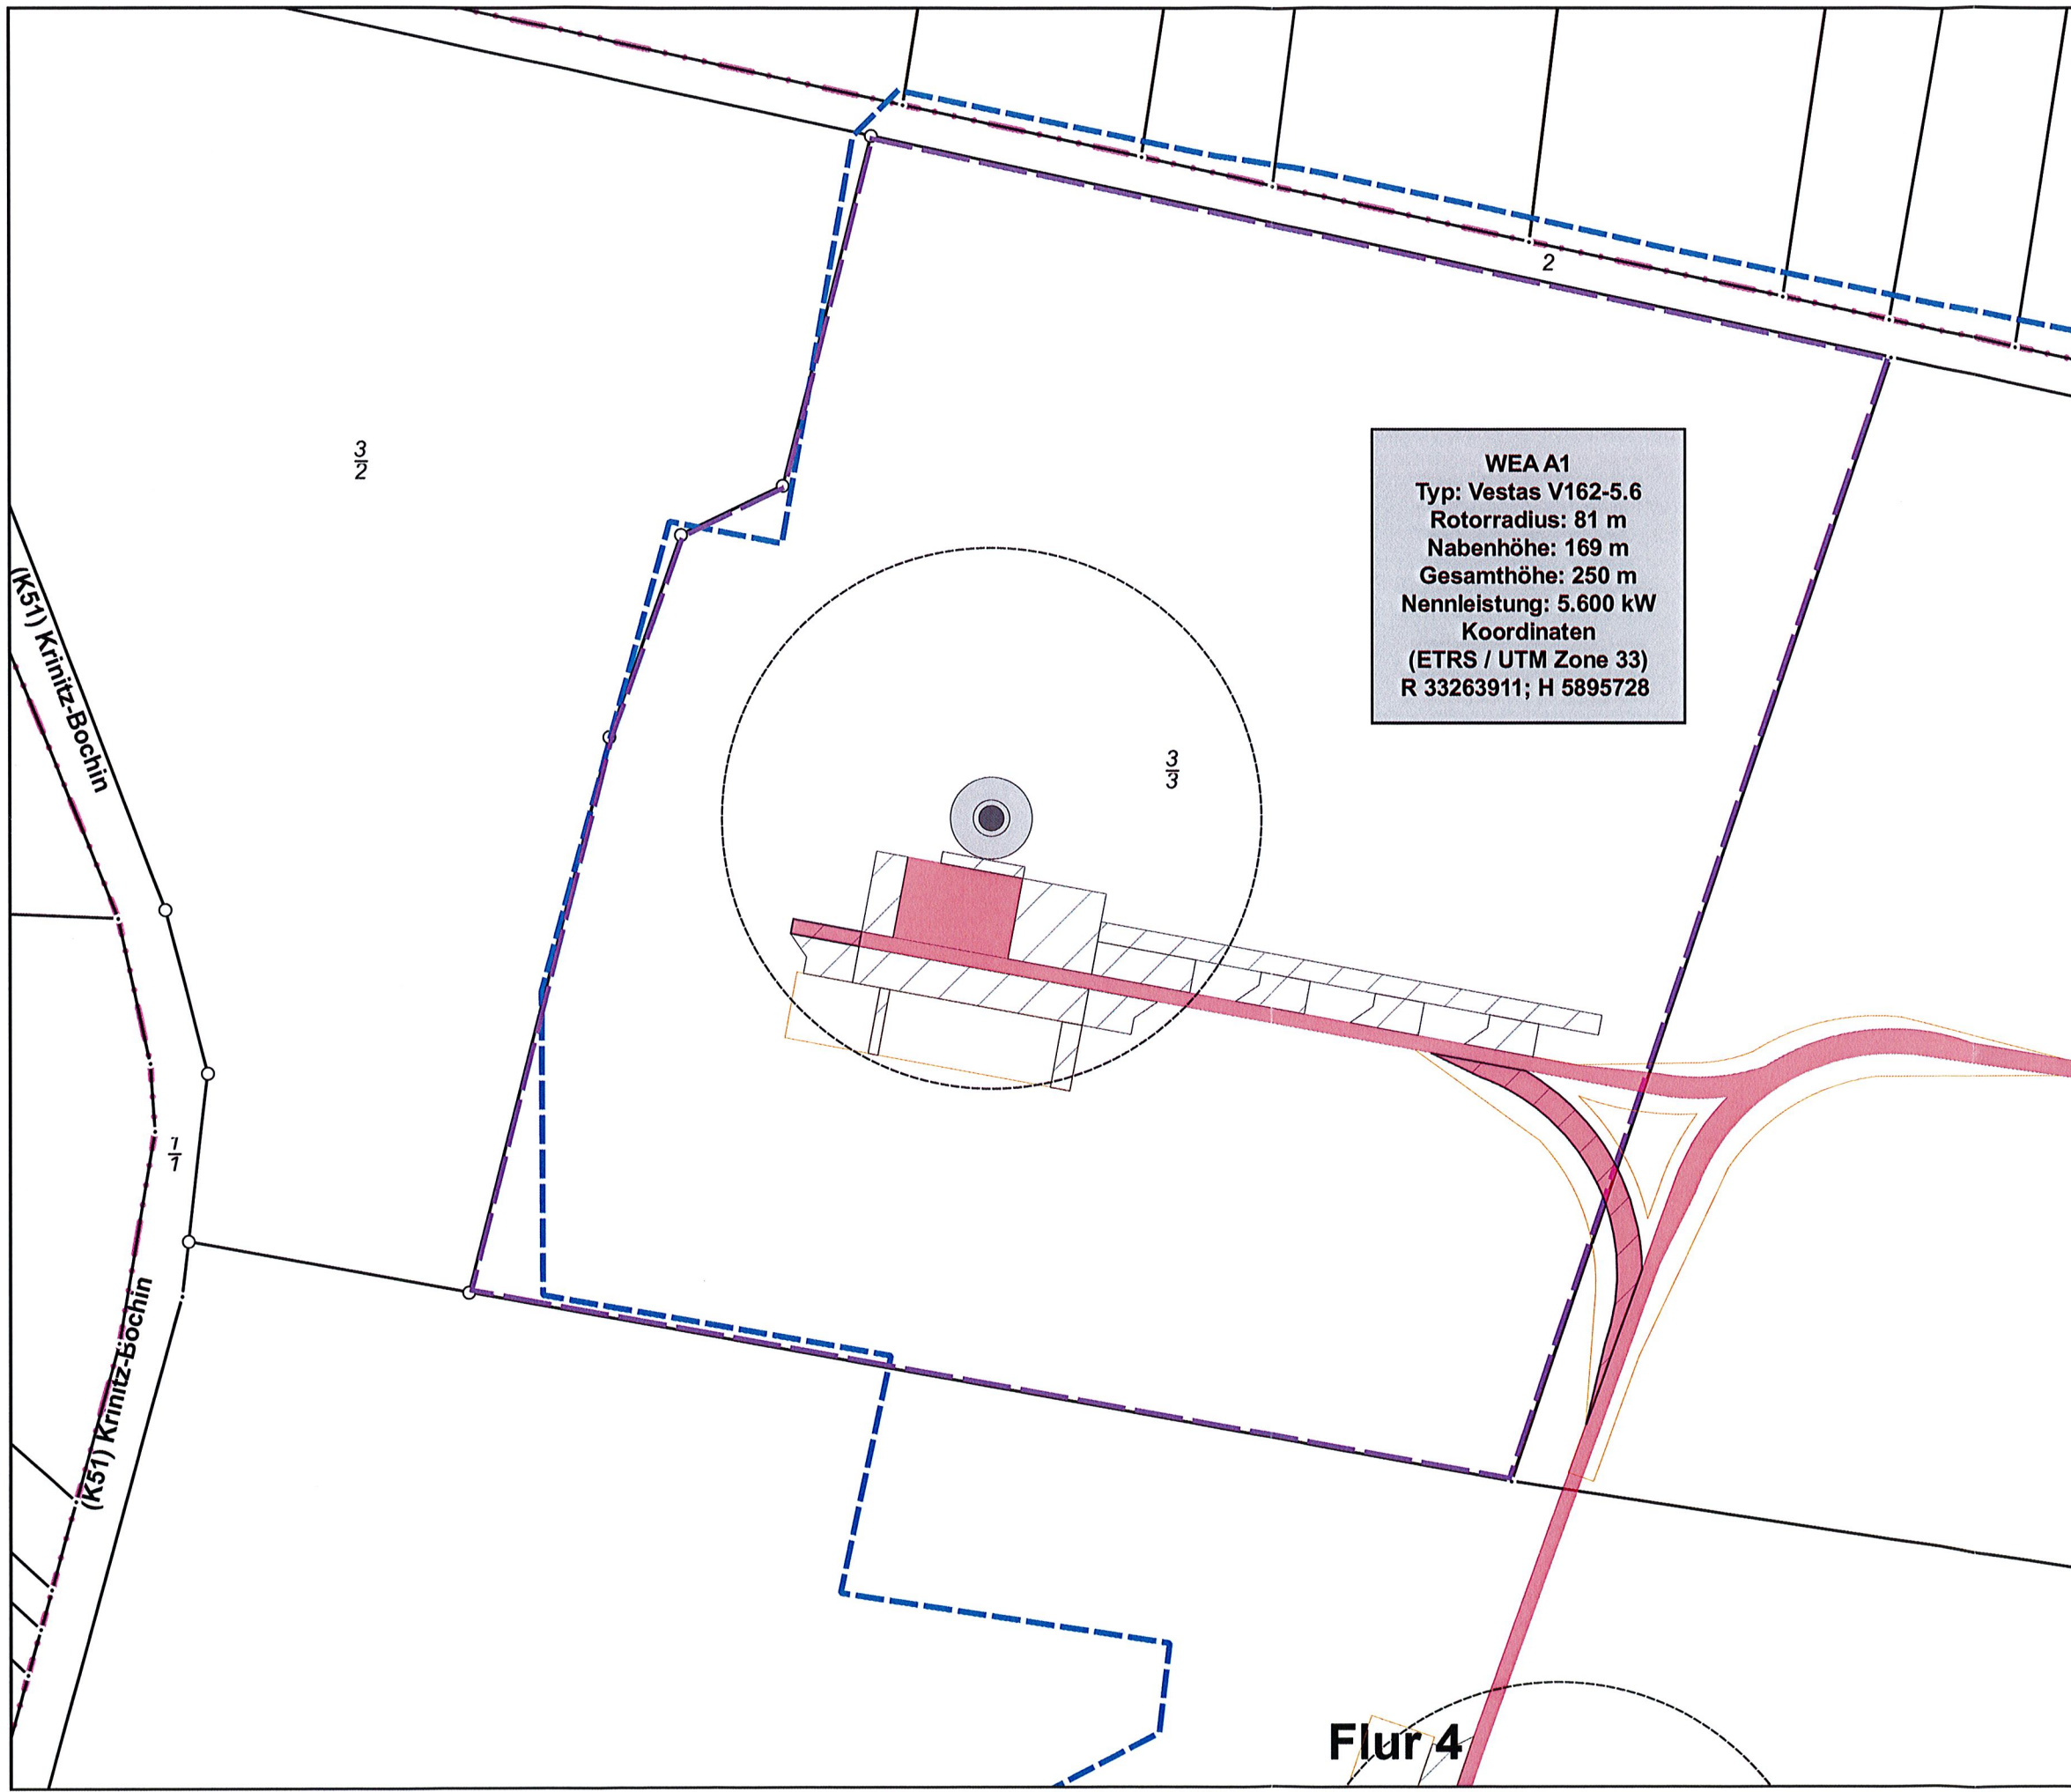 2
3
2
WEA A1
Typ: Vestas V162-5.6
Rotorradius: 81 m
Nabenhöhe: 169 m
Gesamthöhe: 250 m
Nennleistung: 5.600 kW
Koordinaten
(ETRS / UTM Zone 33)
R 33263911; H 5895728
(K51) Krinitz-Bochin
3
3
1
1
(K51) Krinitz-Bochin
Flur 4